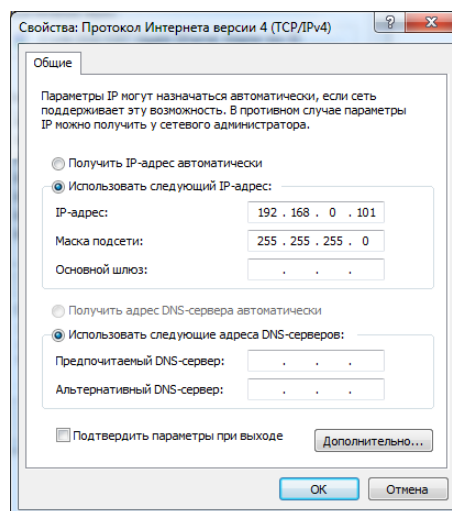 Свойства: Протокол Интернета версии 4 (TCP/IPv4)
Общие
Параметры IP могут назначаться автоматически, если сеть
поддерживает эту возможность. В противном случае параметры
IP можно получить у сетевого администратора.
Получить IP-адрес автоматически
Использовать следующий IP-адрес:
IP-адрес: 192 . 168 . 0 . 101
Маска подсети: 255 . 255 . 255 . 0
Основной шлюз: . . .
Получить адрес DNS-сервера автоматически
Использовать следующие адреса DNS-серверов:
Предпочитаемый DNS-сервер: . . .
Альтернативный DNS-сервер: . . .
Подтвердить параметры при выходе
Дополнительно...
ОК Отмена